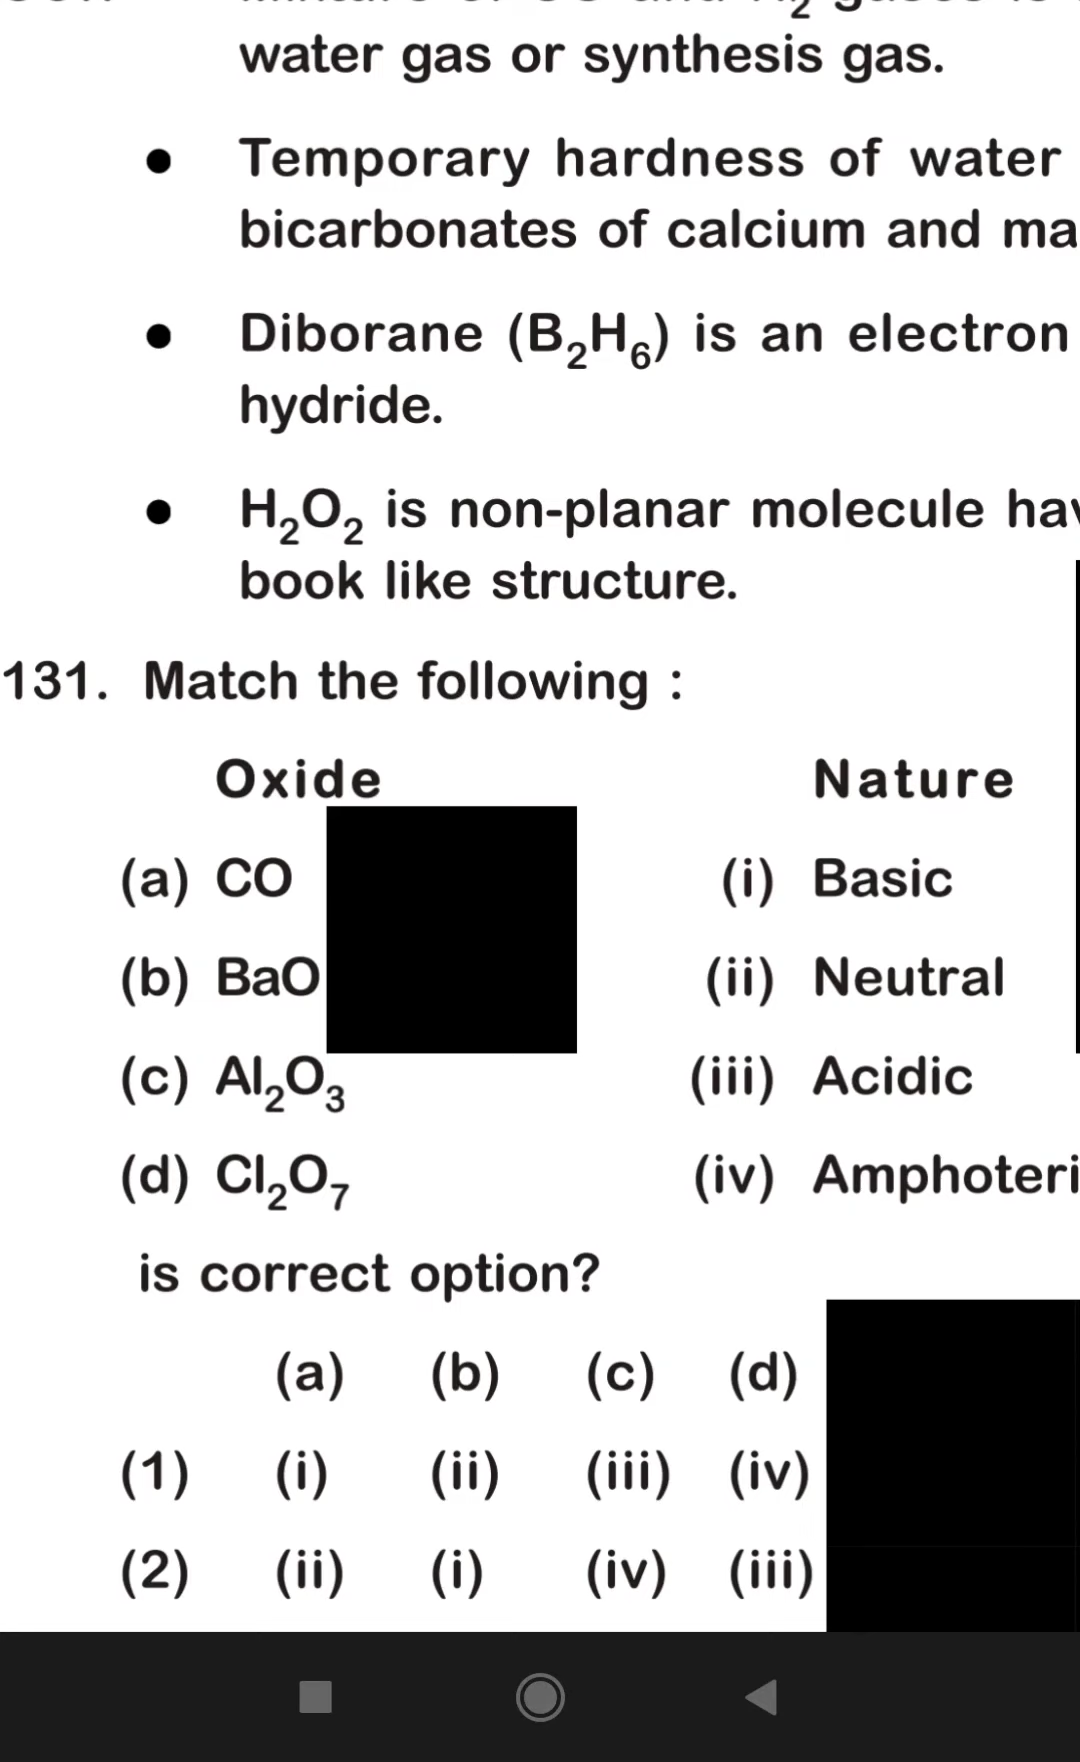 water gas or synthesis gas.
• Temporary hardness of water
bicarbonates of calcium and
• Diborane (B₂H₆) is an electron
hydride.
• H₂O₂ is non-planar molecule
book like structure.
131. Match the following :
Oxide Nature
(a) CO (i) Basic
(b) BaO (ii) Neutral
(c) Al₂O₃ (iii) Acidic
(d) Cl₂O₇ (iv) Amphoteri
is correct option?
(a) (b) (c) (d)
(1) (i) (ii) (iii) (iv)
(2) (ii) (i) (iv) (iii)